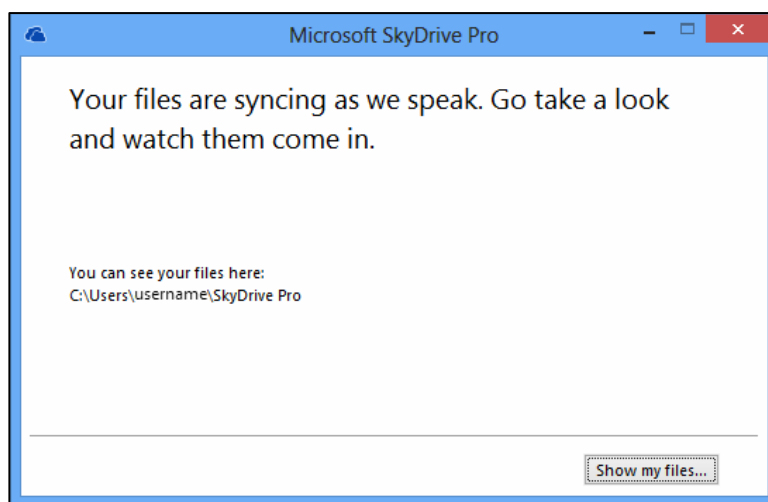 Microsoft SkyDrive Pro
Your files are syncing as we speak. Go take a look
and watch them come in.
You can see your files here:
C:\Users\username\SkyDrive Pro
Show my files...